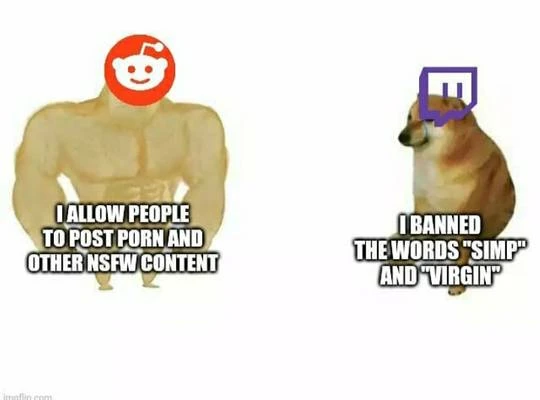 I ALLOW PEOPLE
TO POST PORN AND
OTHER NSFW CONTENT
I BANNED
THE WORDS "SIMP"
AND "VIRGIN"
imgflip.com